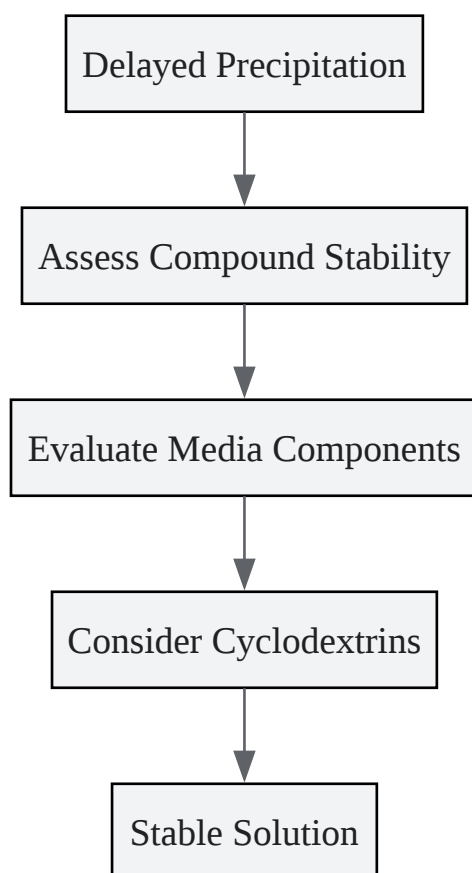 Delayed Precipitation
Assess Compound Stability
Evaluate Media Components
Consider Cyclodextrins
Stable Solution